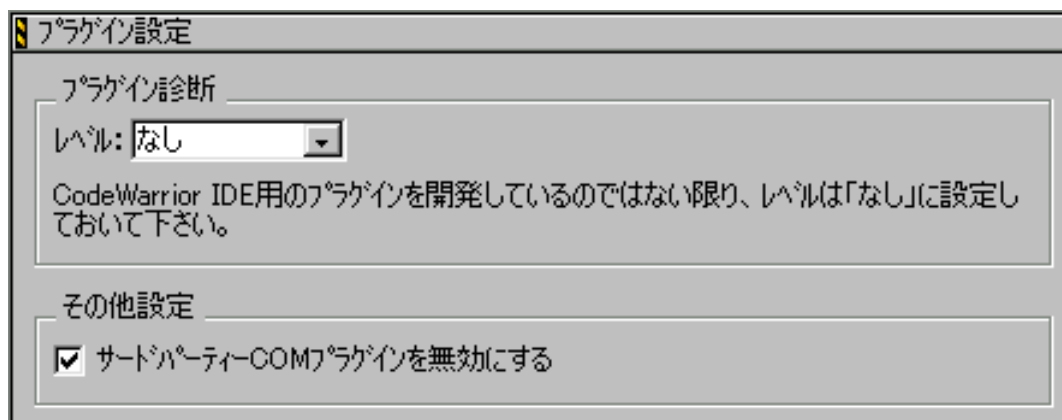 プラグイン設定
プラグイン診断
レベル: なし
CodeWarrior IDE用のプラグインを開発しているのではない限り、レベルは「なし」に設定し
ておいて下さい。
その他設定
サードパーティーCOMプラグインを無効にする